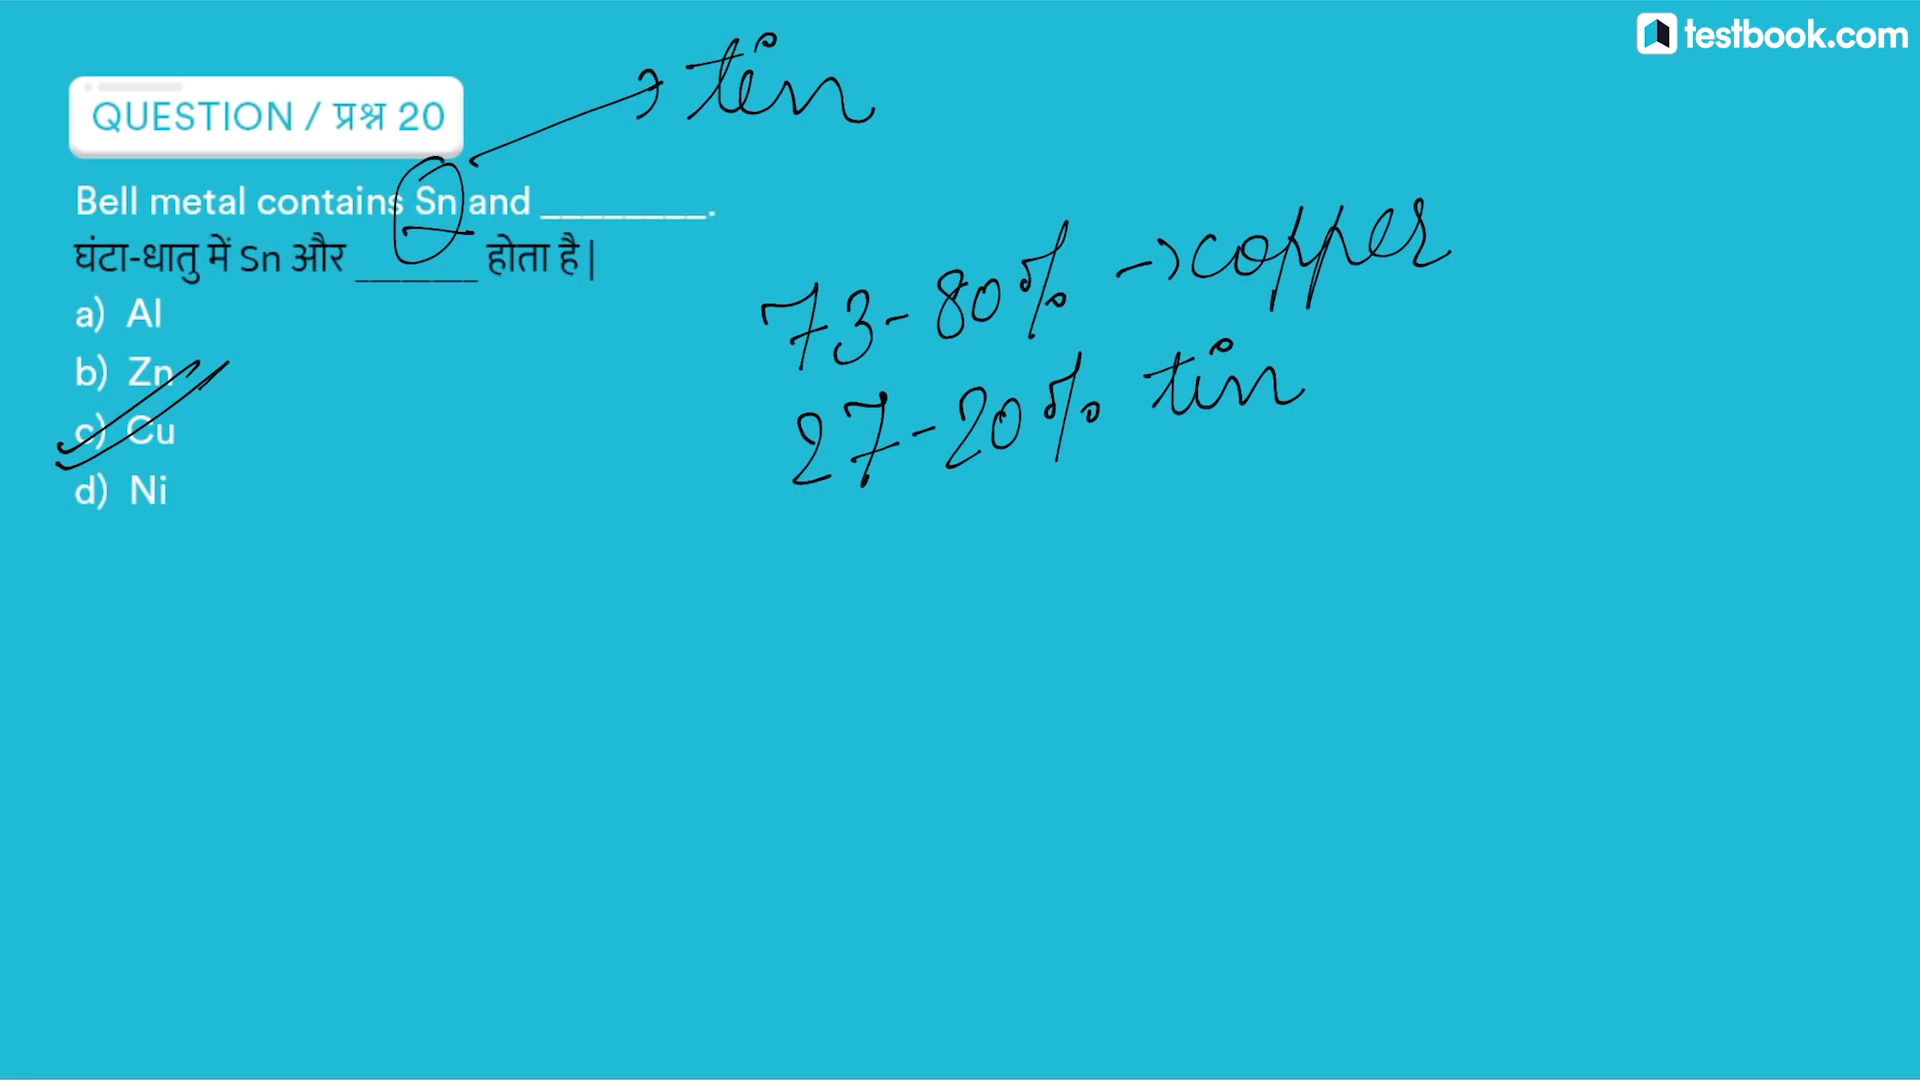 testbook.com
tin
QUESTION / प्रश्न 20
Bell metal contains Sn and ________.
घंटा-धातु में Sn और _______ होता है |
a) Al
b) Zn
c) Cu
d) Ni
73-80% → copper
27-20% tin